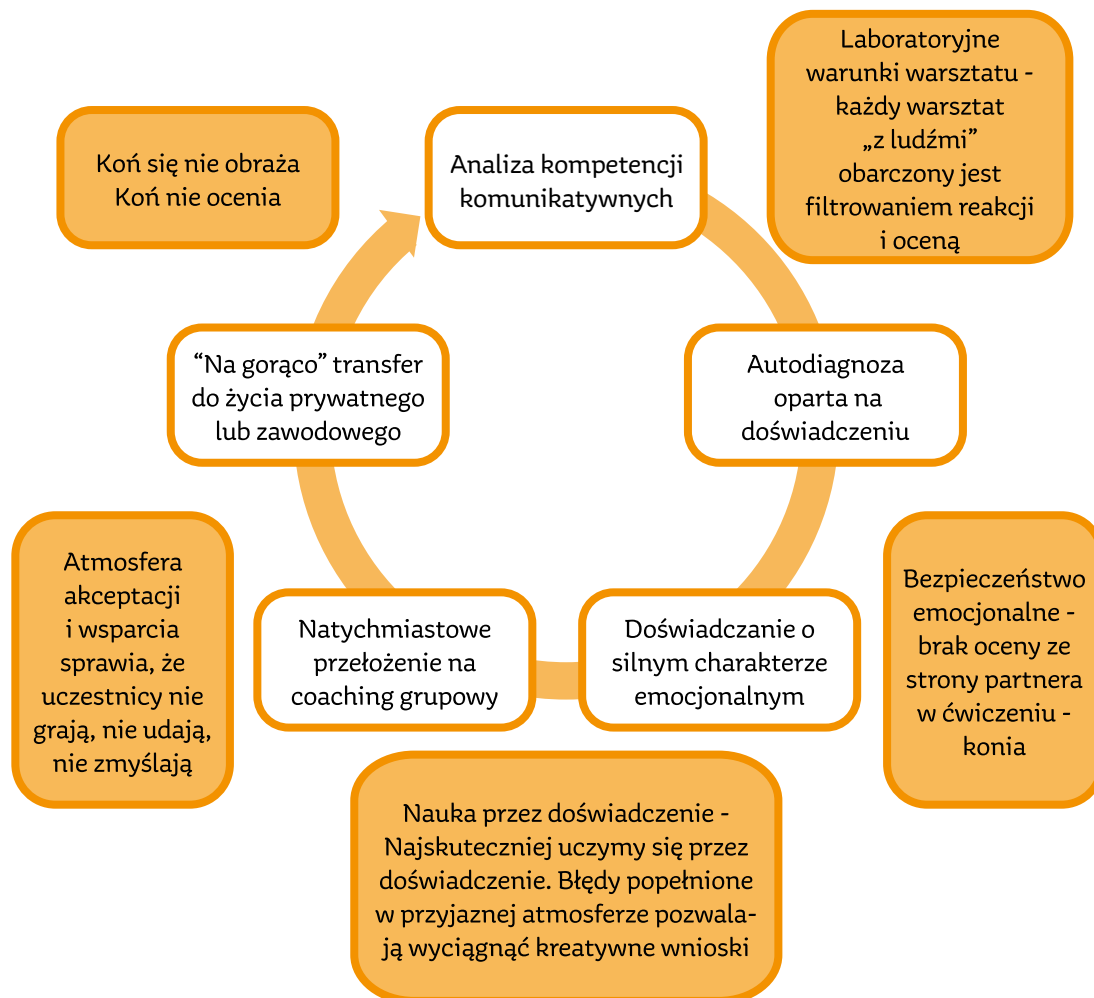 Laboratoryjne
warunki warsztatu -
każdy warsztat
„z ludźmi”
obarczony jest
filtrowaniem reakcji
i oceną
Koń się nie obraża
Koń nie ocenia
Analiza kompetencji
komunikatywnych
“Na gorąco” transfer
do życia prywatnego
lub zawodowego
Autodiagnoza
oparta na
doświadczeniu
Atmosfera
akceptacji
i wsparcia
sprawia, że
uczestnicy nie
grają, nie udają,
nie zmyślają
Natychmiastowe
przełożenie na
coaching grupowy
Doświadczanie o
silnym charakterze
emocjonalnym
Bezpieczeństwo
emocjonalne -
brak oceny ze
strony partnera
w ćwiczeniu -
konia
Nauka przez doświadczenie -
Najskuteczniej uczymy się przez
doświadczenie. Błędy popełnione
w przyjaznej atmosferze pozwala-
ją wyciągnąć kreatywne wnioski